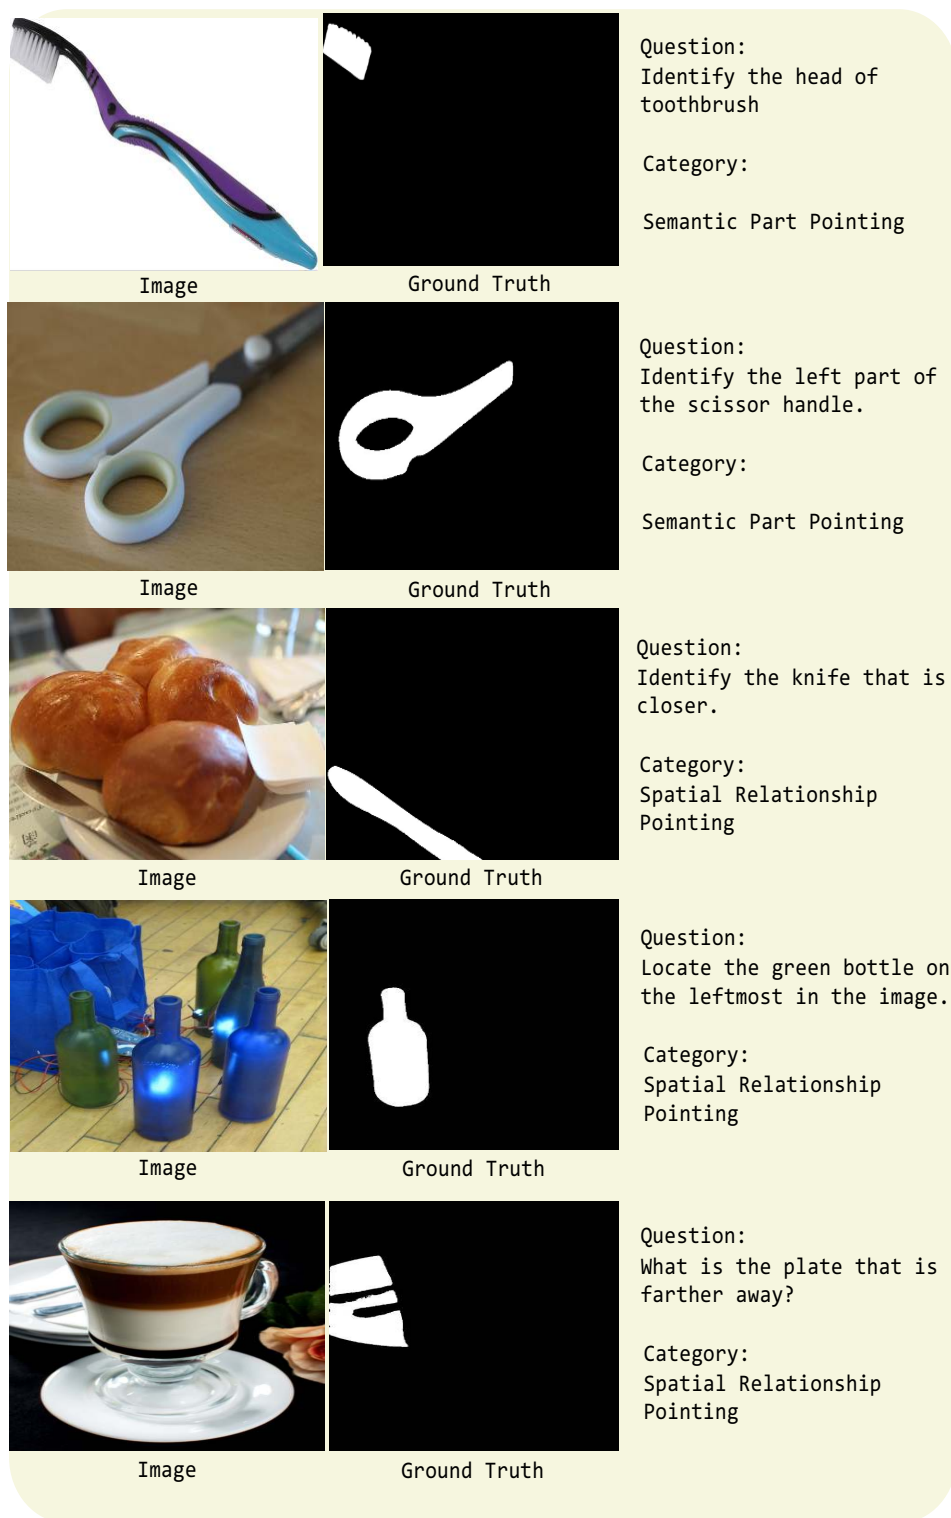 Question:
Identify the head of
toothbrush
Category:
Semantic Part Pointing
Image
Ground Truth
Question:
Identify the left part of
the scissor handle.
Category:
Semantic Part Pointing
Image
Ground Truth
Question:
Identify the knife that is
closer.
Category:
Spatial Relationship
Pointing
Image
Ground Truth
Question:
Locate the green bottle on
the leftmost in the image.
Category:
Spatial Relationship
Pointing
Image
Ground Truth
Question:
What is the plate that is
farther away?
Category:
Spatial Relationship
Pointing
Image
Ground Truth